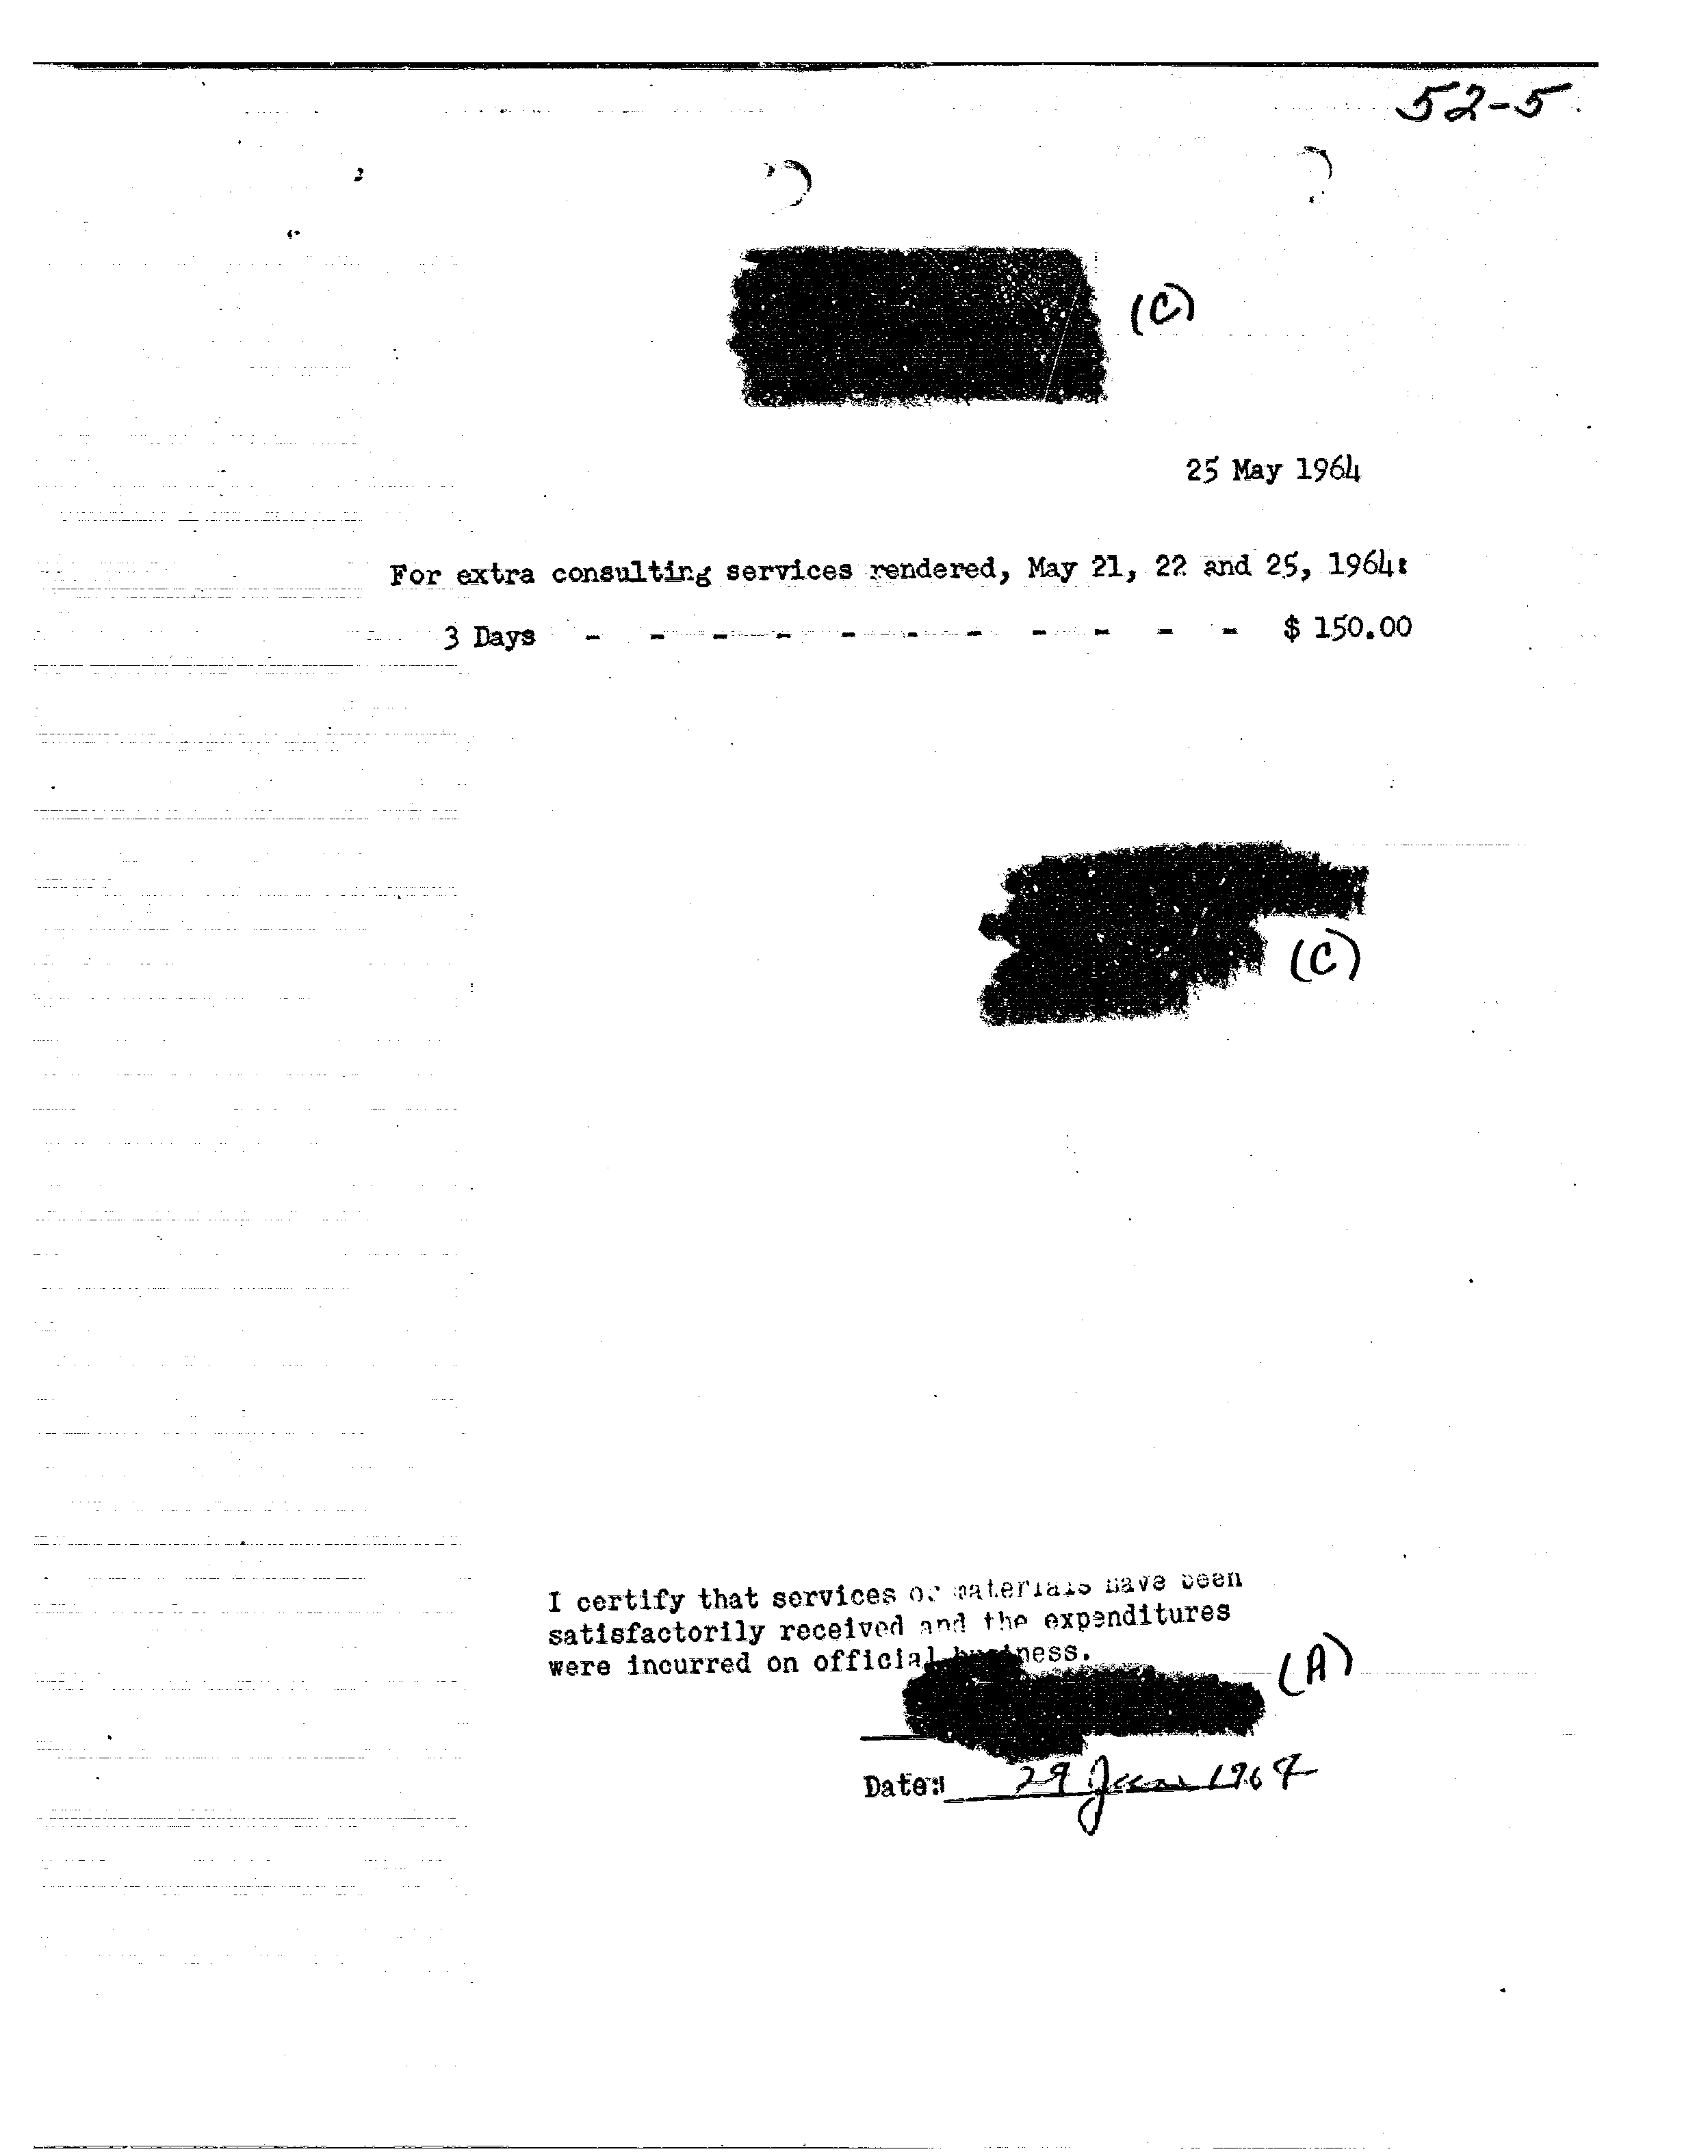 52-5
(C)
25 May 1964
For extra consulting services rendered, May 21, 22 and 25, 1964:
3 Days - - - - - - - - - - - $ 150.00
(C)
I certify that services or materials have been
satisfactorily received and the expenditures
were incurred on official business.
(A)
Date: 29 June 1964